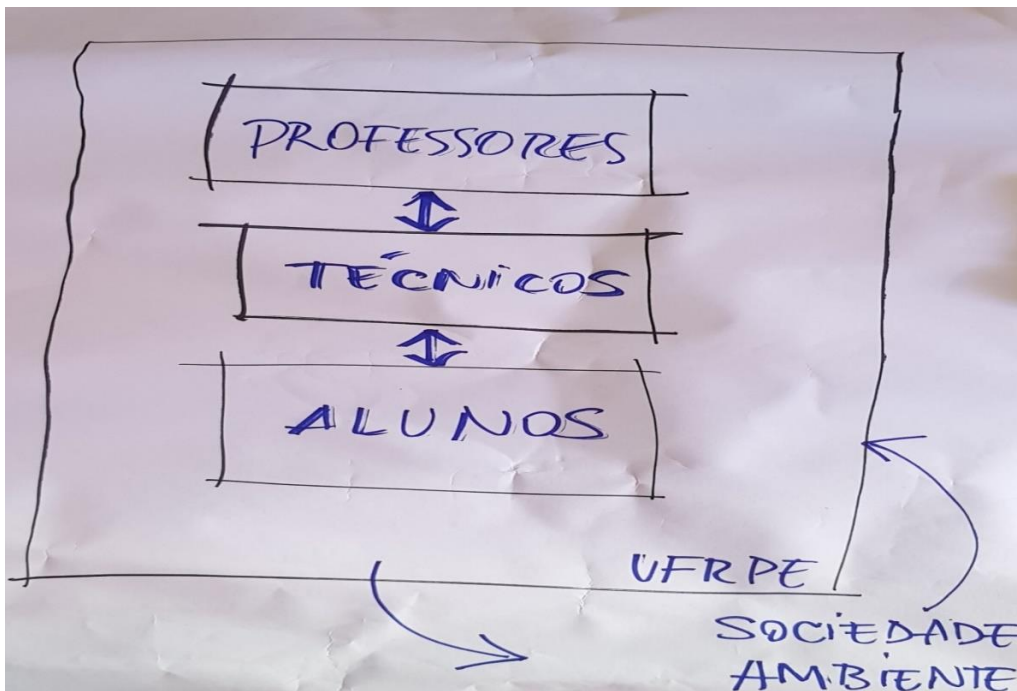 PROFESSORES
TÉCNICOS
ALUNOS
UFRPE
SOCIEDADE
AMBIENTE